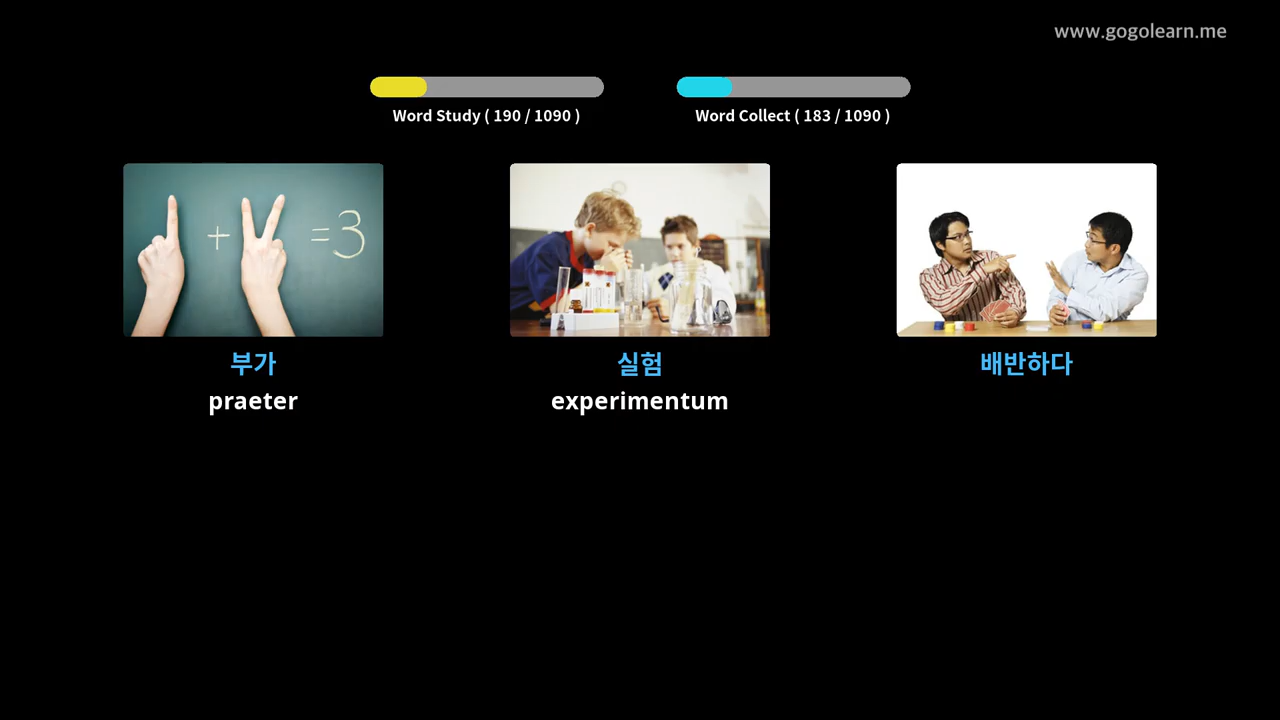 www.gogolearn.me
Word Study ( 190 / 1090 )
Word Collect ( 183 / 1090 )
+ =3
부가
praeter
실험
experimentum
배반하다